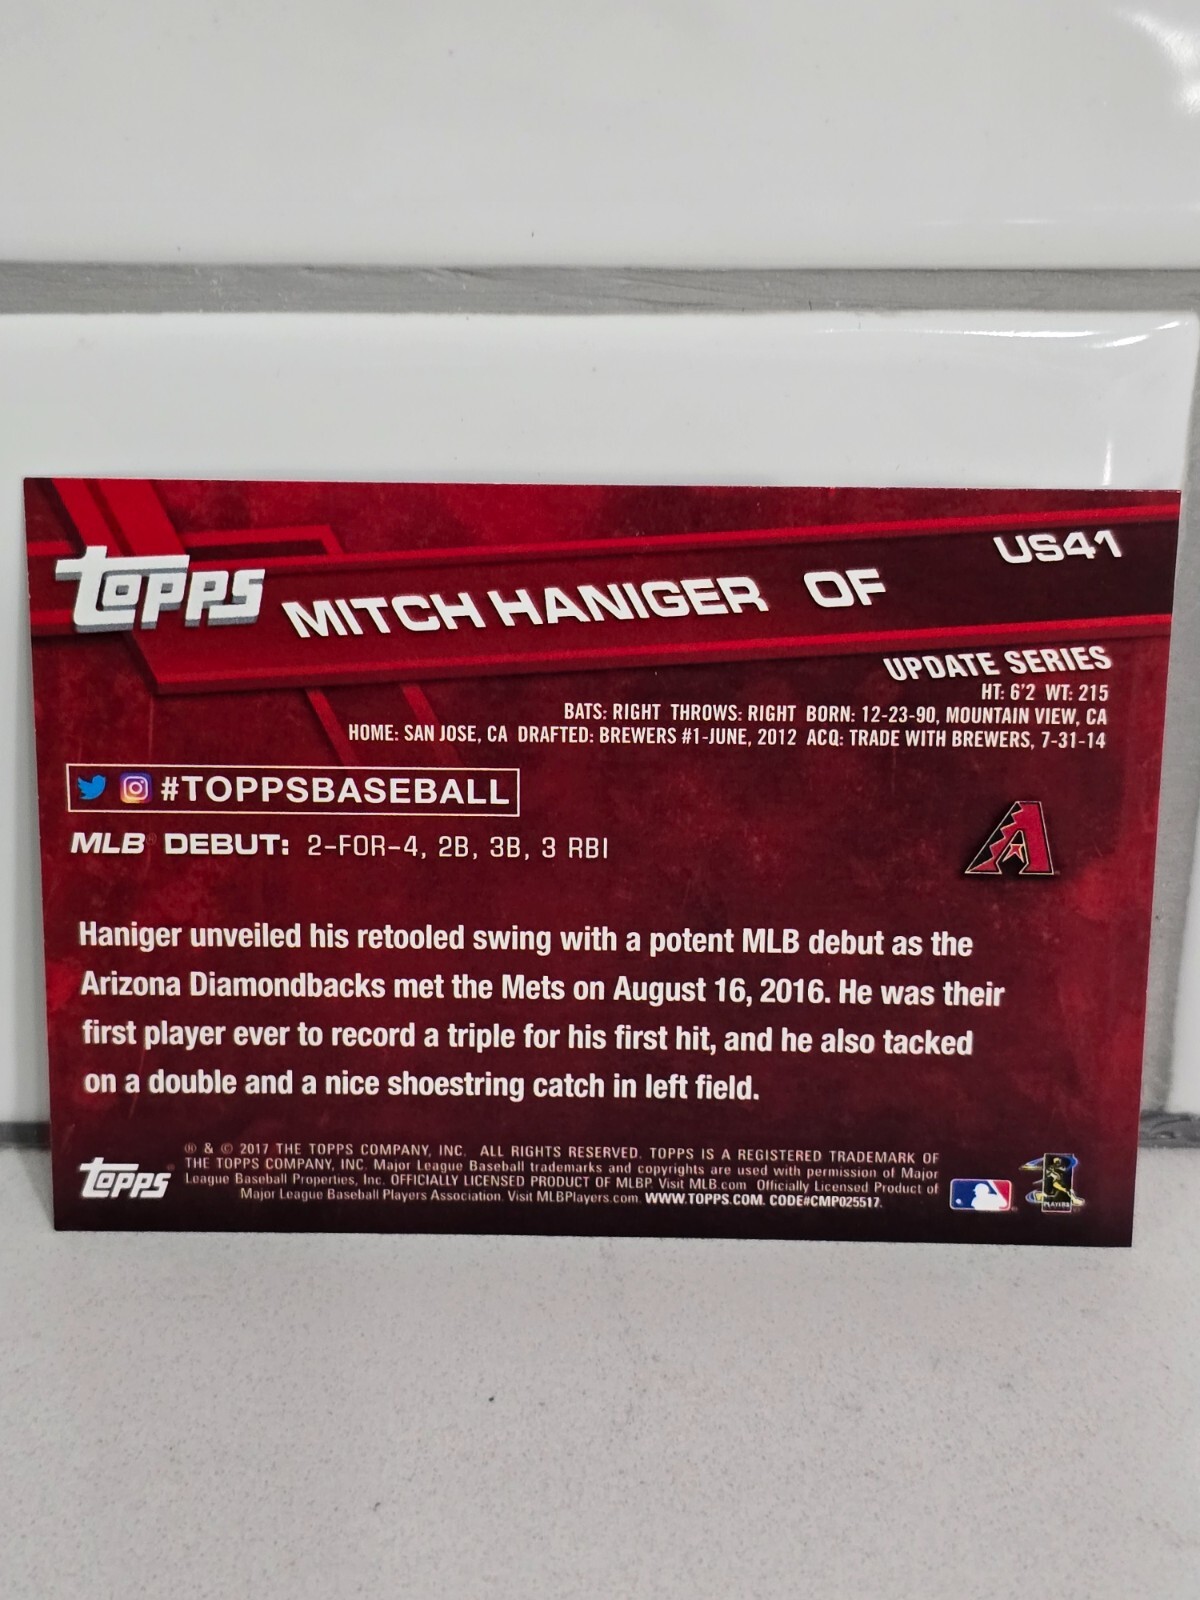 US41
TOPPS MITCH HANIGER OF
UPDATE SERIES
HT: 6'2 WT: 215
BATS: RIGHT THROWS: RIGHT BORN: 12-23-90, MOUNTAIN VIEW, CA
HOME: SAN JOSE, CA DRAFTED: BREWERS #1-JUNE, 2012 ACQ: TRADE WITH BREWERS, 7-31-14
#TOPPSBASEBALL
MLB® DEBUT: 2-FOR-4, 2B, 3B, 3 RBI
A
Haniger unveiled his retooled swing with a potent MLB debut as the
Arizona Diamondbacks met the Mets on August 16, 2016. He was their
first player ever to record a triple for his first hit, and he also tacked
on a double and a nice shoestring catch in left field.
® & © 2017 THE TOPPS COMPANY, INC. ALL RIGHTS RESERVED. TOPPS IS A REGISTERED TRADEMARK OF
THE TOPPS COMPANY, INC. Major League Baseball trademarks and copyrights are used with permission of Major
League Baseball Properties, Inc. OFFICIALLY LICENSED PRODUCT OF MLBP. Visit MLB.com Officially Licensed Product of
Major League Baseball Players Association. Visit MLBPlayers.com. WWW.TOPPS.COM. CODE#CMP025517.
TOPPS®
PLAYERS